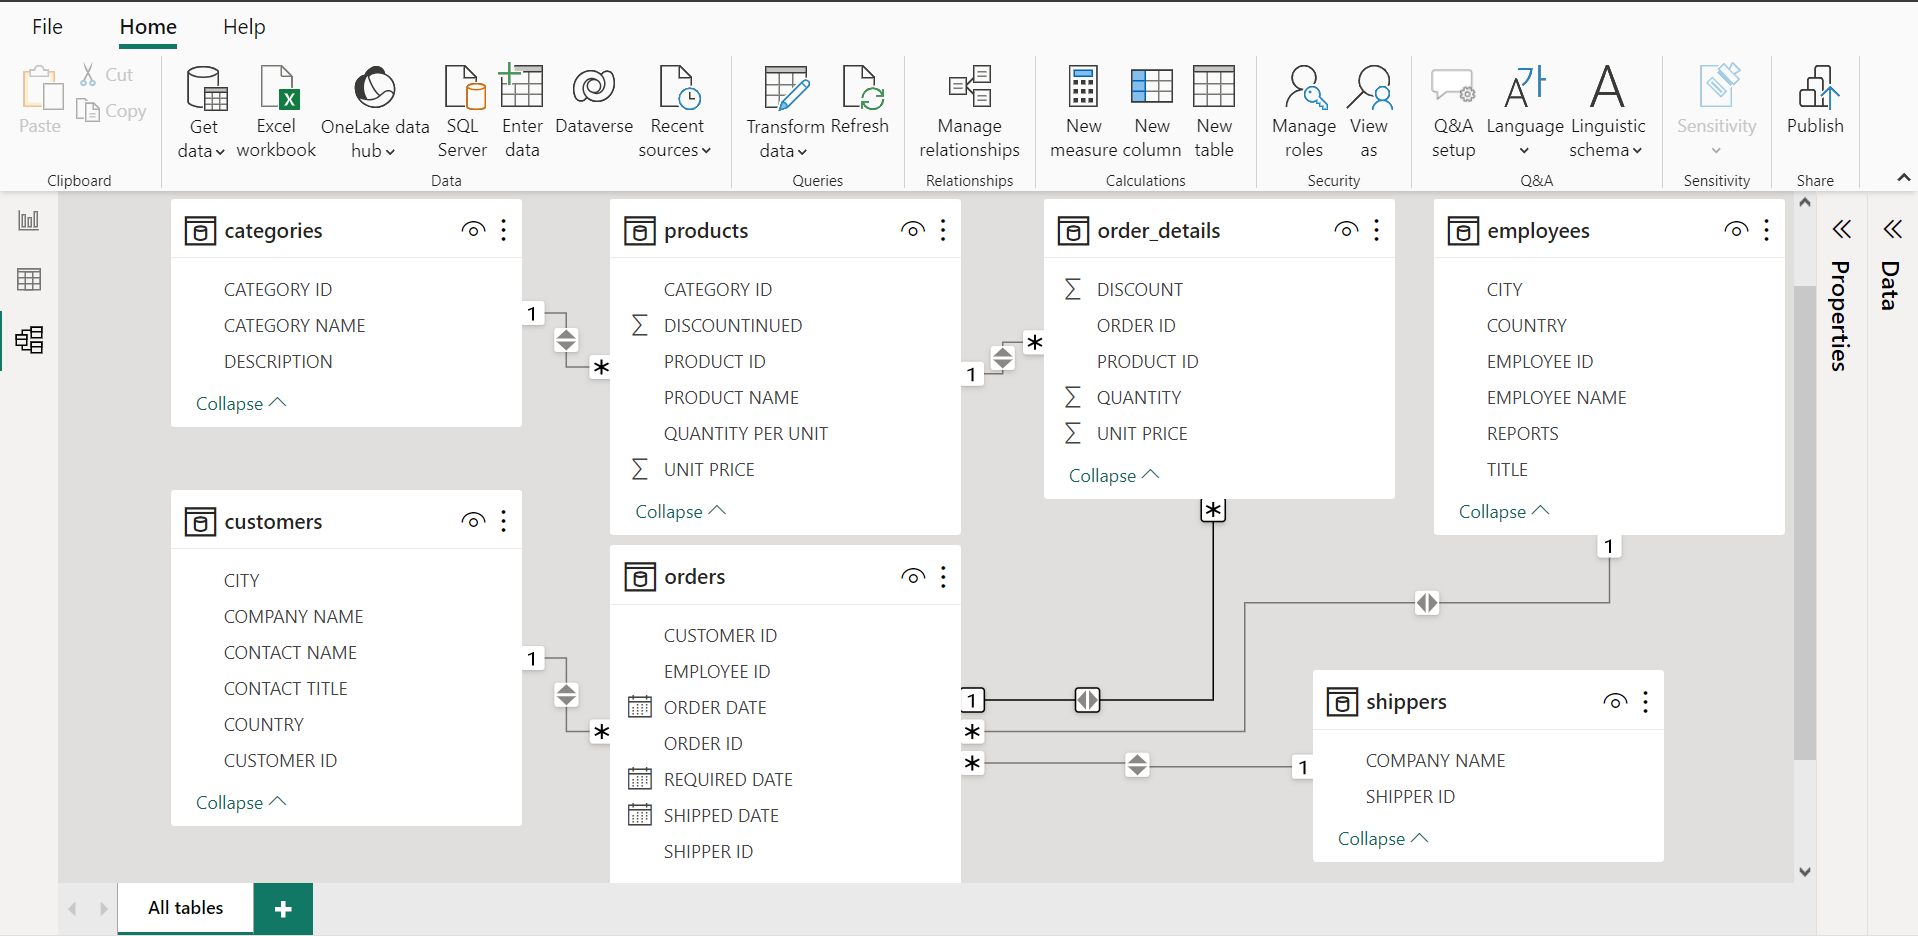 File Home Help
Paste
Cut
Copy
Clipboard
Get
data
Excel
workbook
OneLake data
hub
SQL
Server
Enter
data
Dataverse
Recent
sources
Data
Transform
data
Refresh
Queries
Manage
relationships
Relationships
New
measure
New
column
New
table
Calculations
Manage
roles
View
as
Security
Q&A
setup
Language
Linguistic
schema
Q&A
Sensitivity
Sensitivity
Publish
Share
categories
CATEGORY ID
CATEGORY NAME
DESCRIPTION
Collapse
1
*
products
CATEGORY ID
DISCOUNTINUED
PRODUCT ID
PRODUCT NAME
QUANTITY PER UNIT
UNIT PRICE
Collapse
1
*
order_details
DISCOUNT
ORDER ID
PRODUCT ID
QUANTITY
UNIT PRICE
Collapse
*
employees
CITY
COUNTRY
EMPLOYEE ID
EMPLOYEE NAME
REPORTS
TITLE
Collapse
1
customers
CITY
COMPANY NAME
CONTACT NAME
CONTACT TITLE
COUNTRY
CUSTOMER ID
Collapse
1
*
orders
CUSTOMER ID
EMPLOYEE ID
ORDER DATE
ORDER ID
REQUIRED DATE
SHIPPED DATE
SHIPPER ID
1
*
*
1
shippers
COMPANY NAME
SHIPPER ID
Collapse
Properties
Data
All tables